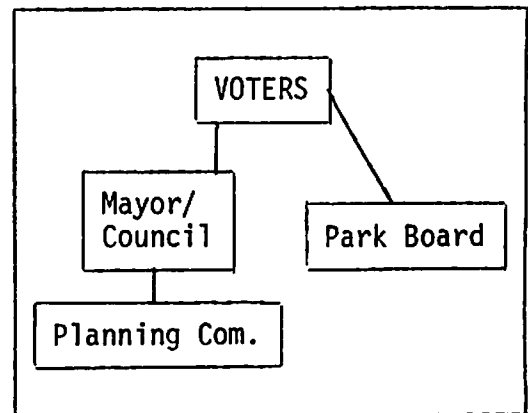 VOTERS
Mayor/
Council
Park Board
Planning Com.